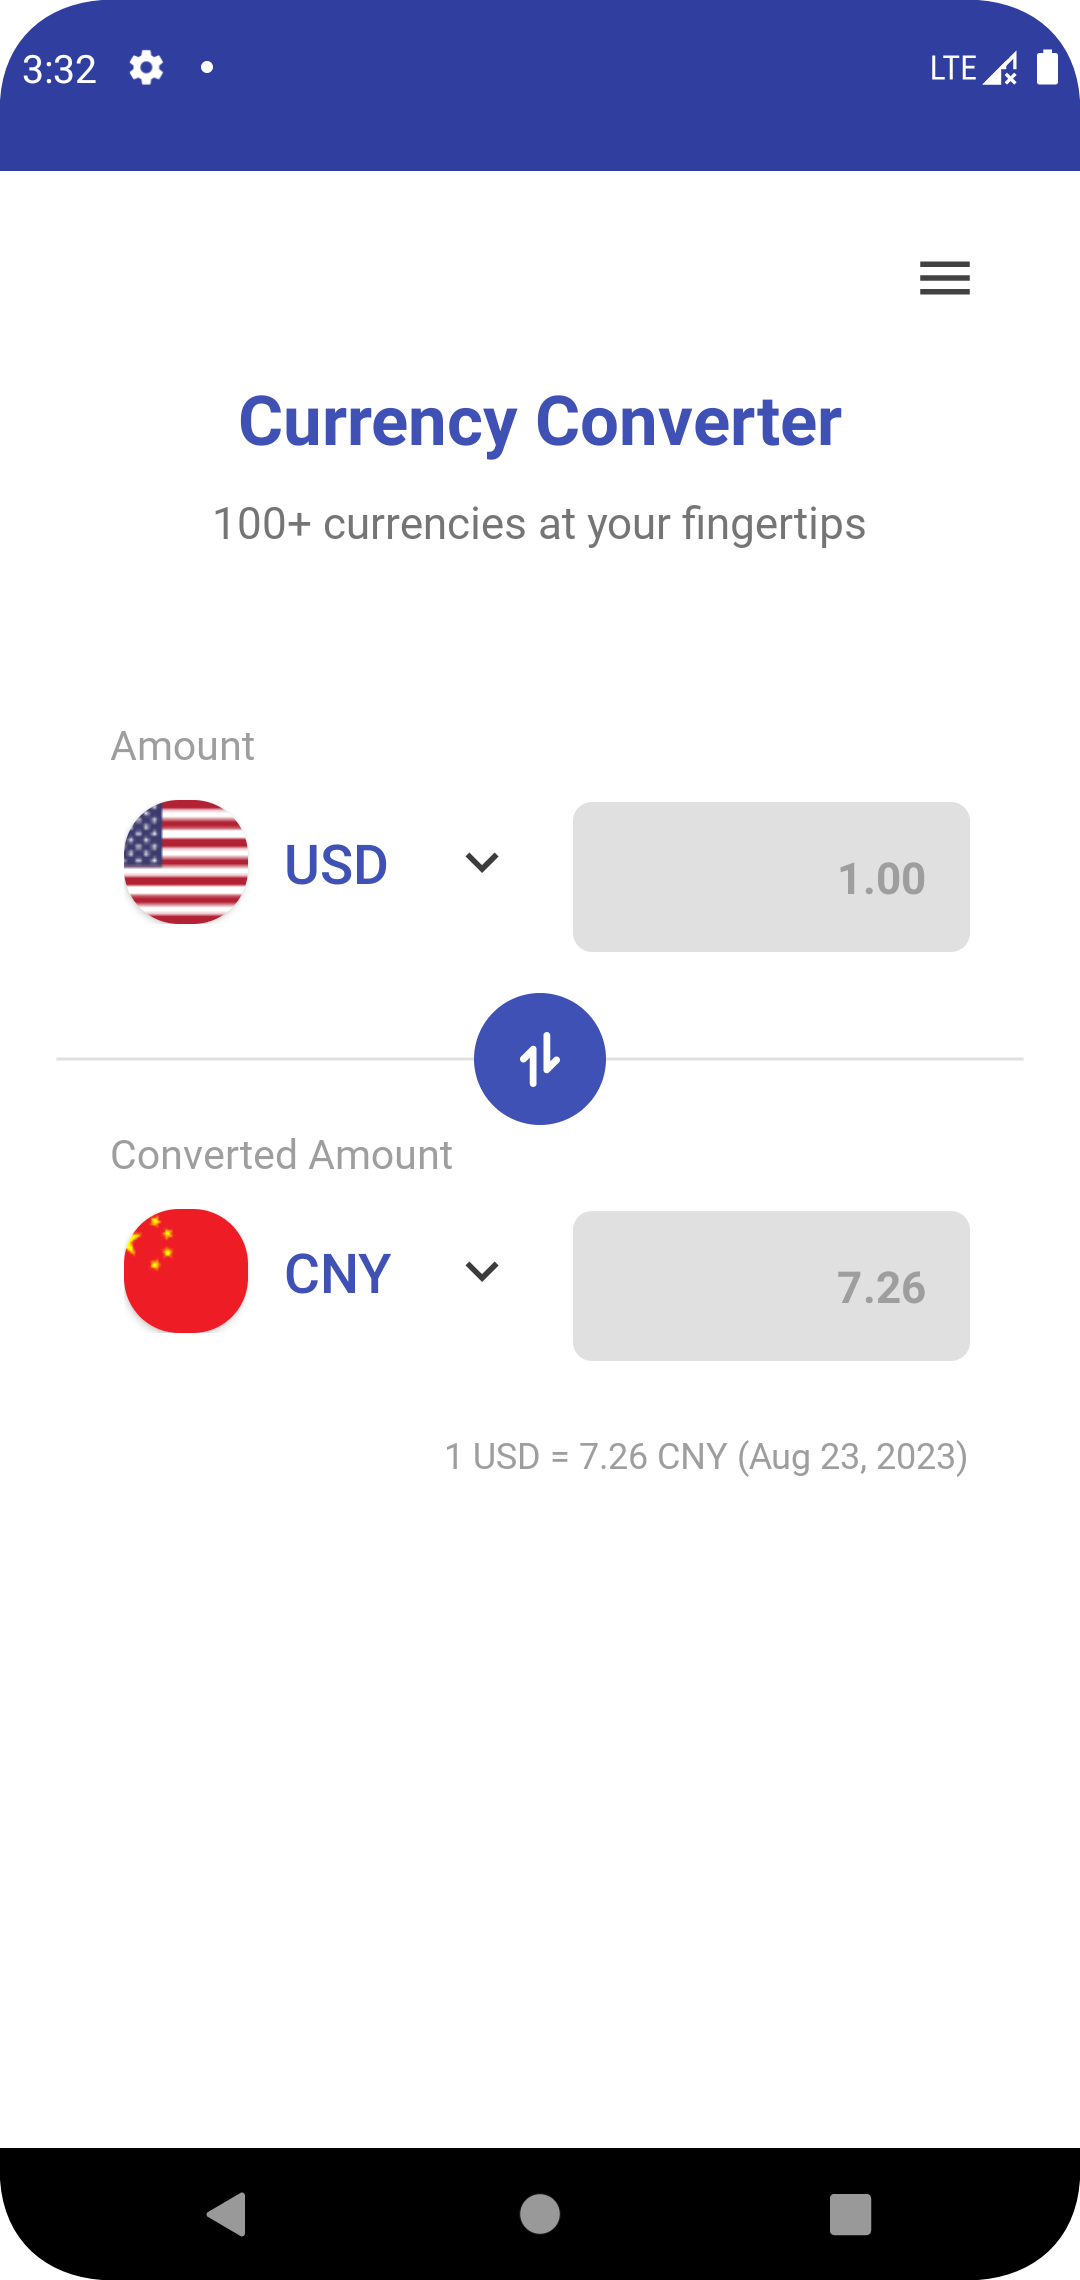 3:32
LTE
Currency Converter
100+ currencies at your fingertips
Amount
USD
1.00
Converted Amount
CNY
7.26
1 USD = 7.26 CNY (Aug 23, 2023)